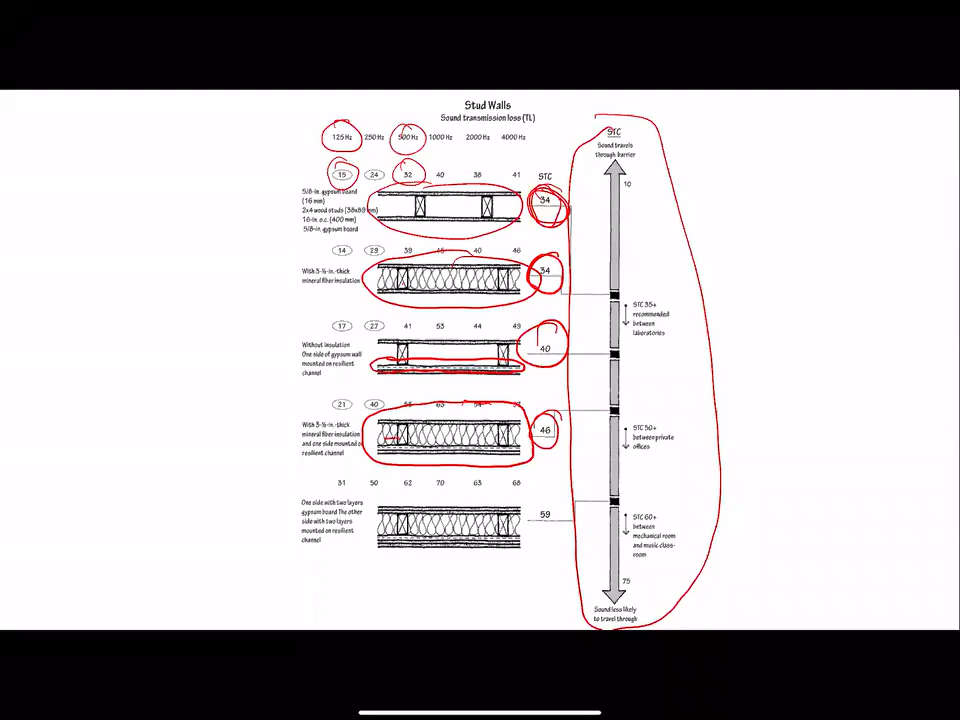 Stud Walls
Sound transmission loss (TL)
125 Hz 250 Hz 500 Hz 1000 Hz 2000 Hz 4000 Hz
15 24 32 40 38 41
STC
5/8-in. gypsum board
(16 mm)
2x4 wood studs (38x89 mm)
16-in. o.c. (400 mm)
5/8-in. gypsum board
34
14 28 39 46 40 46
With 3-½-in.-thick
mineral fiber insulation
34
17 27 41 53 44 49
Without insulation
One side of gypsum wall
mounted on resilient
channel
40
21 40 55 63
With 3-½-in.-thick
mineral fiber insulation
and one side mounted on
resilient channel
46
31 50 62 70 63 68
One side with two layers
gypsum board The other
side with two layers
mounted on resilient
channel
59
STC
Sound travels
through barrier
10
STC 35+
recommended
between
laboratories
STC 50+
between private
offices
STC 60+
between
mechanical room
and music class-
room
75
Sound less likely
to travel through